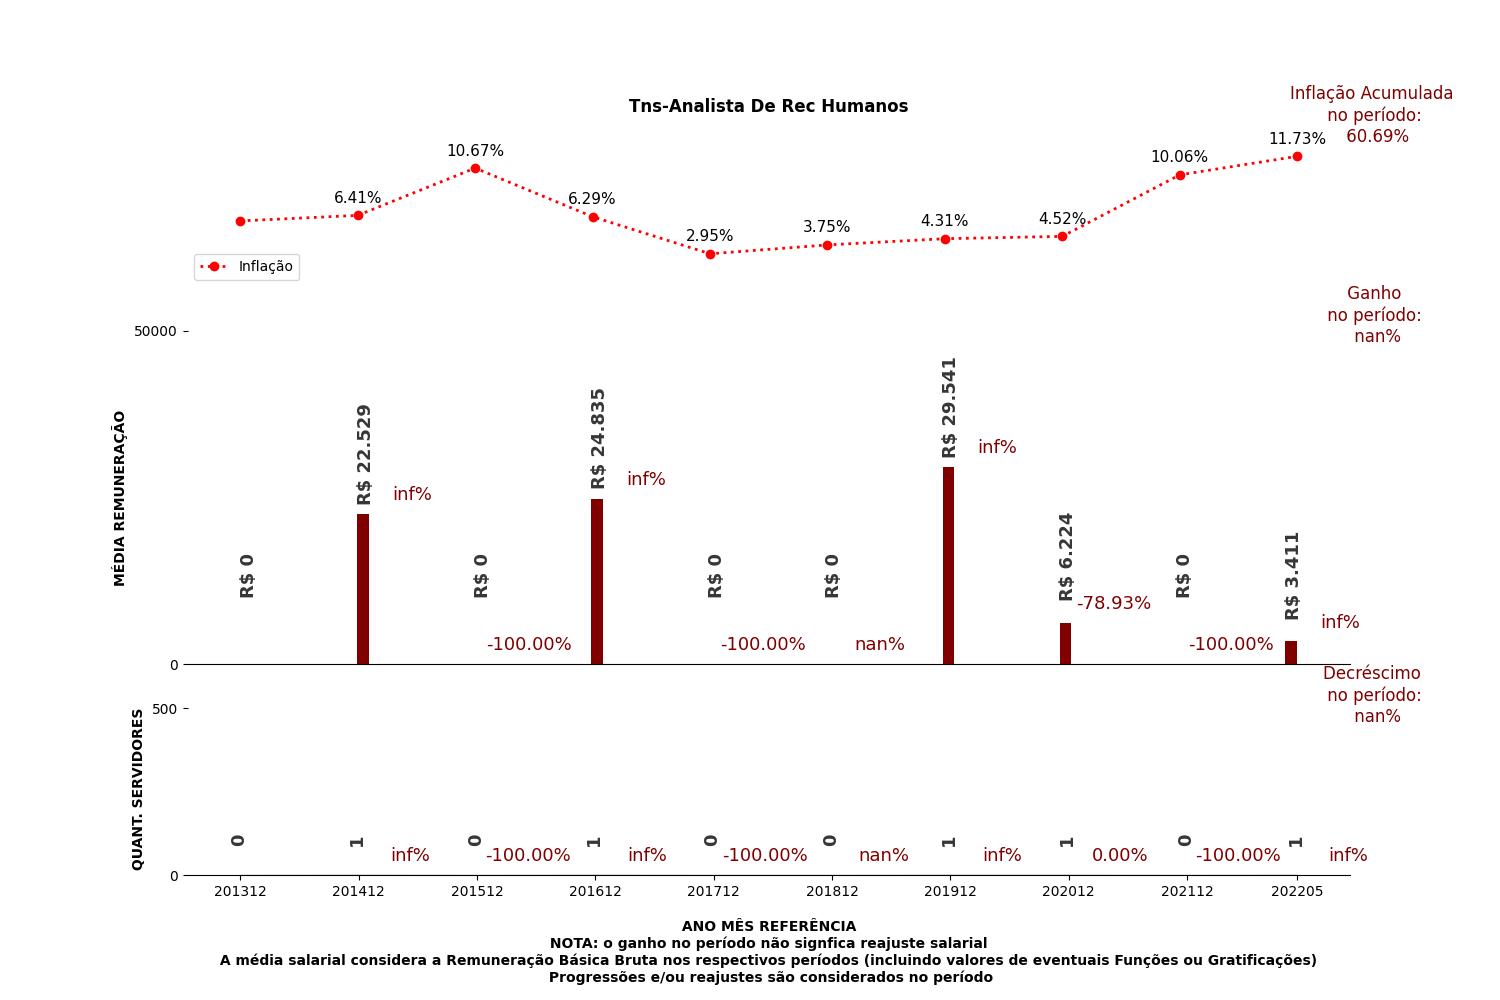 Tns-Analista De Rec Humanos
Inflação Acumulada
no período:
60.69%
6.41%
10.67%
6.29%
2.95%
3.75%
4.31%
4.52%
10.06%
11.73%
Inflação
Ganho
no período:
nan%
MÉDIA REMUNERAÇÃO
50000
0
R$ 0
R$ 22.529
inf%
R$ 0
-100.00%
R$ 24.835
inf%
R$ 0
-100.00%
R$ 0
nan%
R$ 29.541
inf%
R$ 6.224
-78.93%
R$ 0
-100.00%
R$ 3.411
inf%
Decréscimo
no período:
nan%
QUANT. SERVIDORES
500
0
0
1
inf%
0
-100.00%
1
inf%
0
-100.00%
0
nan%
1
inf%
1
0.00%
0
-100.00%
1
inf%
201312
201412
201512
201612
201712
201812
201912
202012
202112
202205
ANO MÊS REFERÊNCIA
NOTA: o ganho no período não signfica reajuste salarial
A média salarial considera a Remuneração Básica Bruta nos respectivos períodos (incluindo valores de eventuais Funções ou Gratificações)
Progressões e/ou reajustes são considerados no período